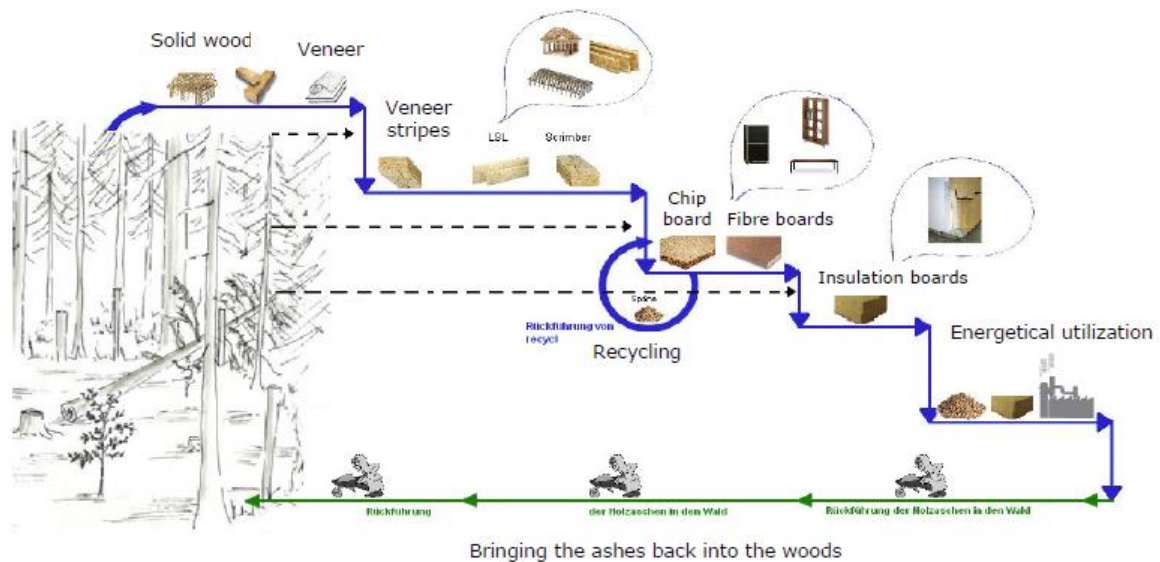 Solid wood
Veneer
Veneer
stripes
LSL
Scrimber
Chip
board
Fibre boards
Insulation boards
Späne
Rückführung von
recycl
Recycling
Energetical utilization
Rückführung
der Holzaschen in den Wald
Rückführung der Holzaschen in den Wald
Bringing the ashes back into the woods